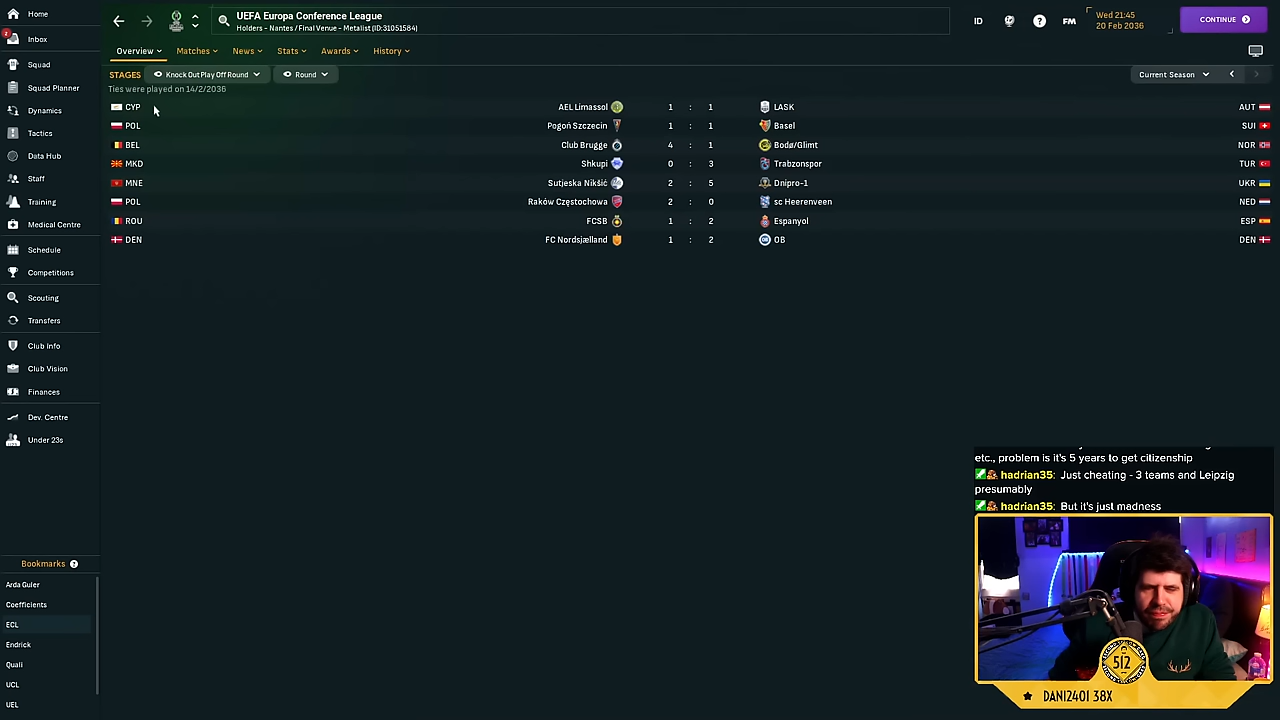 Home
2
Inbox
Squad
Squad Planner
Dynamics
Tactics
Data Hub
Staff
Training
Medical Centre
Schedule
Competitions
Scouting
Transfers
Club Info
Club Vision
Finances
Dev. Centre
Under 23s
Bookmarks ?
Arda Guler
Coefficients
ECL
Endrick
Quali
UCL
UEL
UEFA Europa Conference League
Holders - Nantes / Final Venue - Metalist (ID:31051584)
ID
?
FM
Wed 21:45
20 Feb 2036
CONTINUE
Overview Matches News Stats Awards History
STAGES Knock Out Play Off Round Round
Current Season
Ties were played on 14/2/2036
CYP AEL Limassol 1 : 1 LASK AUT
POL Pogoń Szczecin 1 : 1 Basel SUI
BEL Club Brugge 4 : 1 Bodø/Glimt NOR
MKD Shkupi 0 : 3 Trabzonspor TUR
MNE Sutjeska Nikšić 2 : 5 Dnipro-1 UKR
POL Raków Częstochowa 2 : 0 sc Heerenveen NED
ROU FCSB 1 : 2 Espanyol ESP
DEN FC Nordsjælland 1 : 2 OB DEN
etc., problem is it's 5 years to get citizenship
hadrian35: Just cheating - 3 teams and Leipzig
presumably
hadrian35: But it's just madness
512
DANI2401 38X